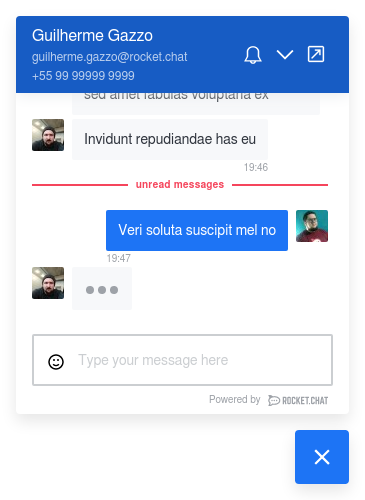 Guilherme Gazzo
guilherme.gazzo@rocket.chat
+55 99 99999 9999
sed amet fabulas voluptaria ex
Invidunt repudiandae has eu
19:46
unread messages
Veri soluta suscipit mel no
19:47
Type your message here
Powered by ROCKET.CHAT